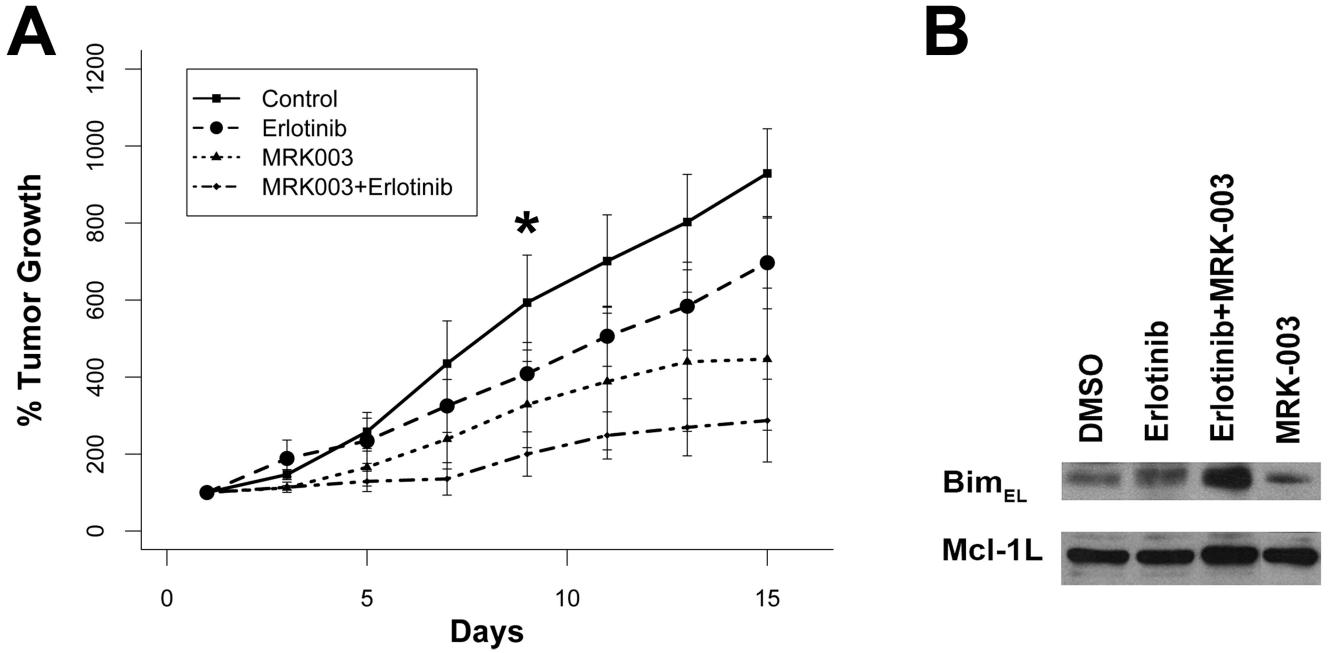 A
B
% Tumor Growth
0
200
400
600
800
1000
1200
Control
Erlotinib
MRK003
MRK003+Erlotinib
*
0
5
10
15
Days
DMSO
Erlotinib
Erlotinib+MRK-003
MRK-003
BimEL
Mcl-1L